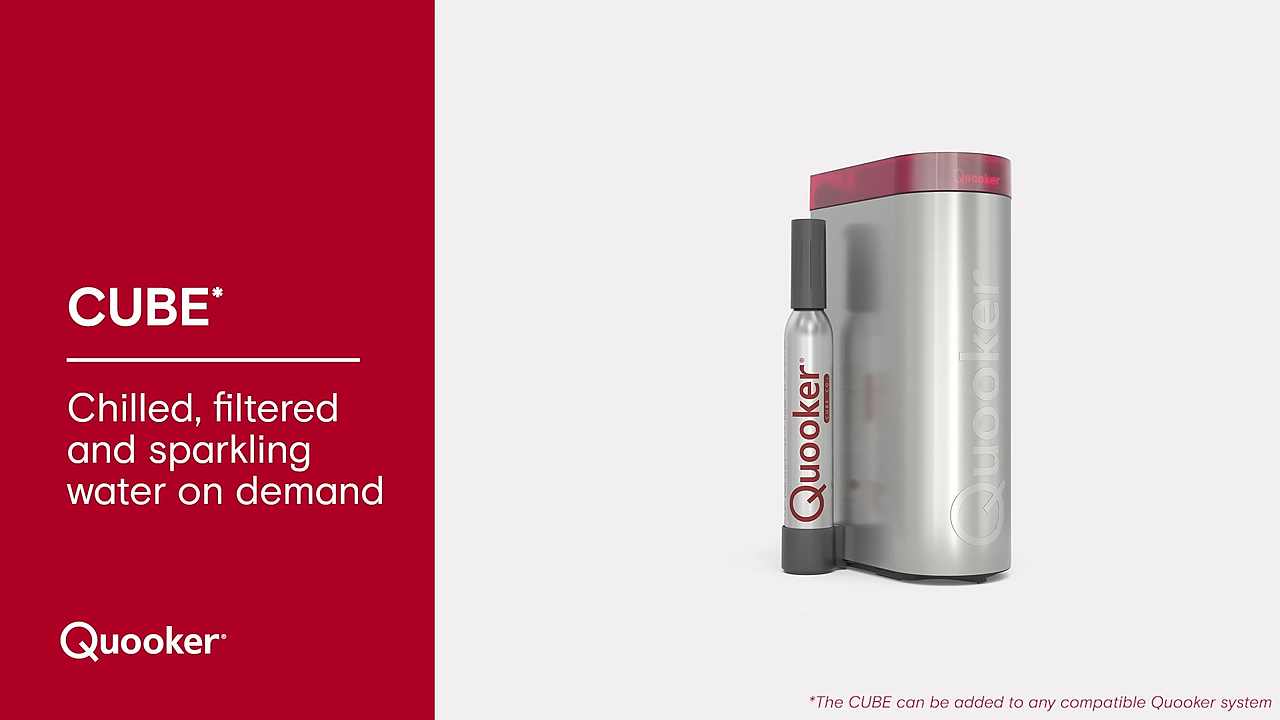 CUBE*
Chilled, filtered
and sparkling
water on demand
Quooker®
Quooker
Quooker®
Quooker
*The CUBE can be added to any compatible Quooker system